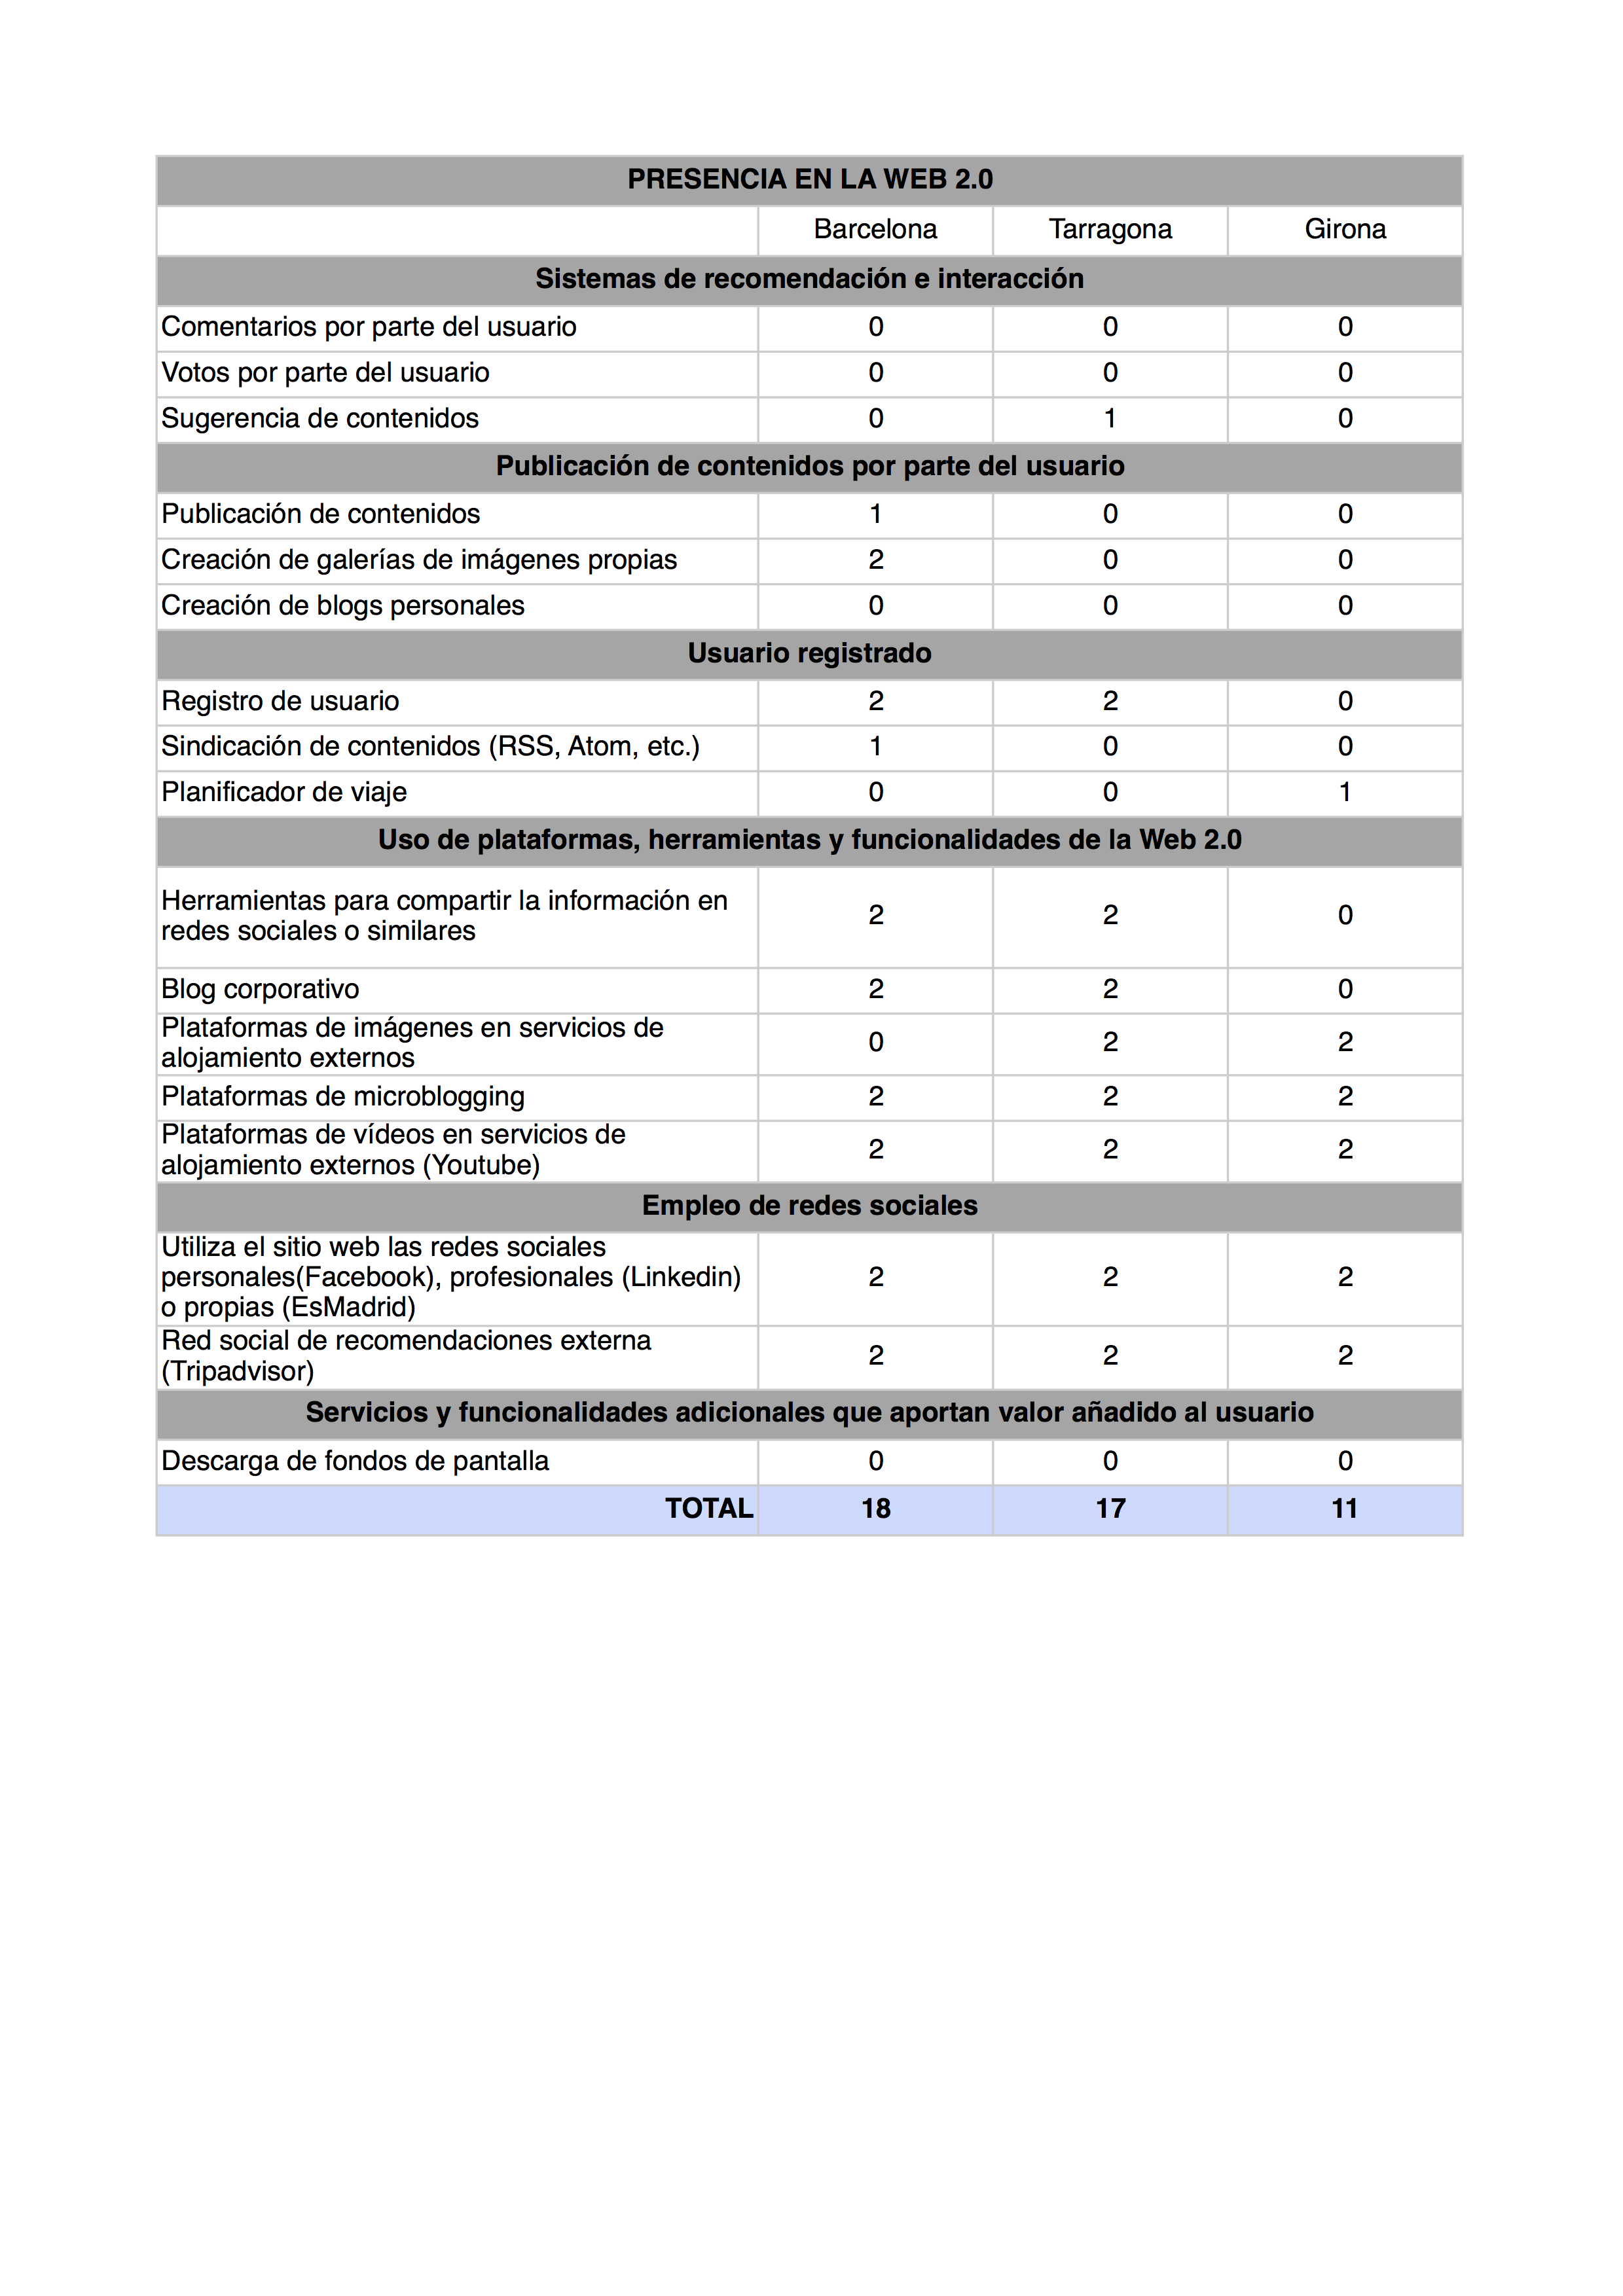 PRESENCIA EN LA WEB 2.0
Barcelona Tarragona Girona
Sistemas de recomendación e interacción
Comentarios por parte del usuario 0 0 0
Votos por parte del usuario 0 0 0
Sugerencia de contenidos 0 1 0
Publicación de contenidos por parte del usuario
Publicación de contenidos 1 0 0
Creación de galerías de imágenes propias 2 0 0
Creación de blogs personales 0 0 0
Usuario registrado
Registro de usuario 2 2 0
Sindicación de contenidos (RSS, Atom, etc.) 1 0 0
Planificador de viaje 0 0 1
Uso de plataformas, herramientas y funcionalidades de la Web 2.0
Herramientas para compartir la información en
redes sociales o similares 2 2 0
Blog corporativo 2 2 0
Plataformas de imágenes en servicios de
alojamiento externos 0 2 2
Plataformas de microblogging 2 2 2
Plataformas de vídeos en servicios de
alojamiento externos (Youtube) 2 2 2
Empleo de redes sociales
Utiliza el sitio web las redes sociales
personales(Facebook), profesionales (Linkedin) 2 2 2
o propias (EsMadrid)
Red social de recomendaciones externa
(Tripadvisor) 2 2 2
Servicios y funcionalidades adicionales que aportan valor añadido al usuario
Descarga de fondos de pantalla 0 0 0
TOTAL 18 17 11